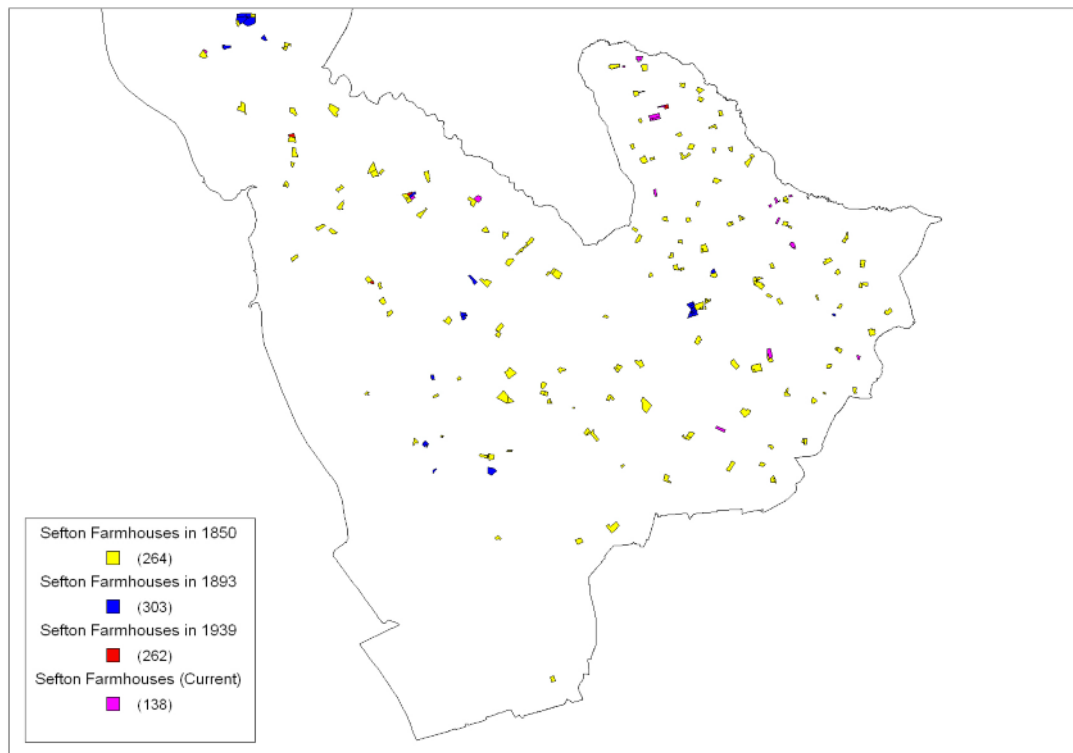 Sefton Farmhouses in 1850
(264)
Sefton Farmhouses in 1893
(303)
Sefton Farmhouses in 1939
(262)
Sefton Farmhouses (Current)
(138)